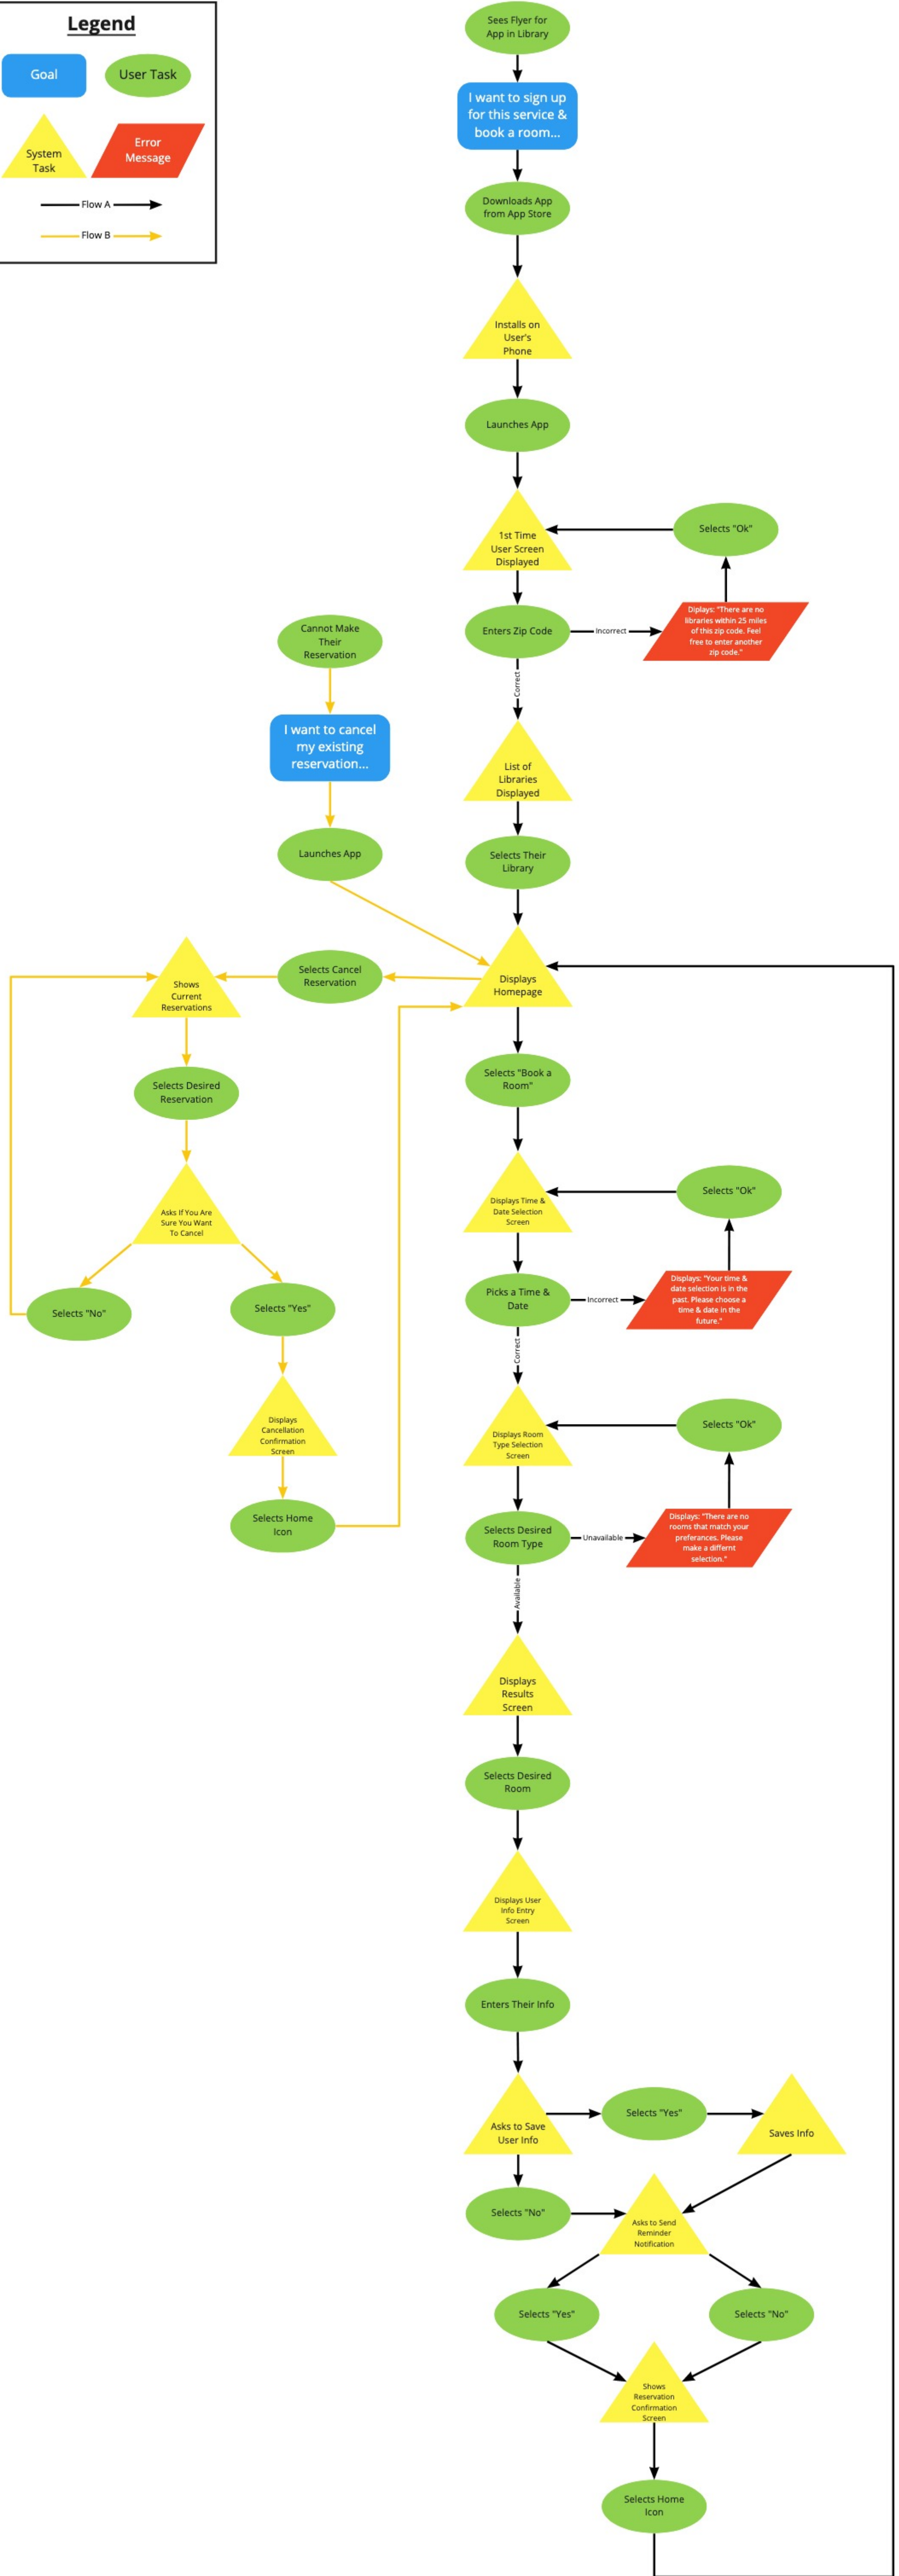 Legend
Goal
User Task
System
Task
Error
Message
Flow A
Flow B
Sees Flyer for
App in Library
I want to sign up
for this service &
book a room...
Downloads App
from App Store
Installs on
User's
Phone
Launches App
1st Time
User Screen
Displayed
Selects "Ok"
Enters Zip Code
Incorrect
Diplays: "There are no
libraries within 25 miles
of this zip code. Feel
free to enter another
zip code."
Correct
List of
Libraries
Displayed
Selects Their
Library
Cannot Make
Their
Reservation
I want to cancel
my existing
reservation...
Launches App
Displays
Homepage
Selects Cancel
Reservation
Shows
Current
Reservations
Selects Desired
Reservation
Asks If You Are
Sure You Want
To Cancel
Selects "No"
Selects "Yes"
Displays
Cancellation
Confirmation
Screen
Selects Home
Icon
Selects "Book a
Room"
Displays Time &
Date Selection
Screen
Selects "Ok"
Picks a Time &
Date
Incorrect
Displays: "Your time &
date selection is in the
past. Please choose a
time & date in the
future."
Correct
Displays Room
Type Selection
Screen
Selects "Ok"
Selects Desired
Room Type
Unavailable
Displays: "There are no
rooms that match your
preferances. Please
make a differnt
selection."
Available
Displays
Results
Screen
Selects Desired
Room
Displays User
Info Entry
Screen
Enters Their Info
Asks to Save
User Info
Selects "Yes"
Saves Info
Selects "No"
Asks to Send
Reminder
Notification
Selects "Yes"
Selects "No"
Shows
Reservation
Confirmation
Screen
Selects Home
Icon